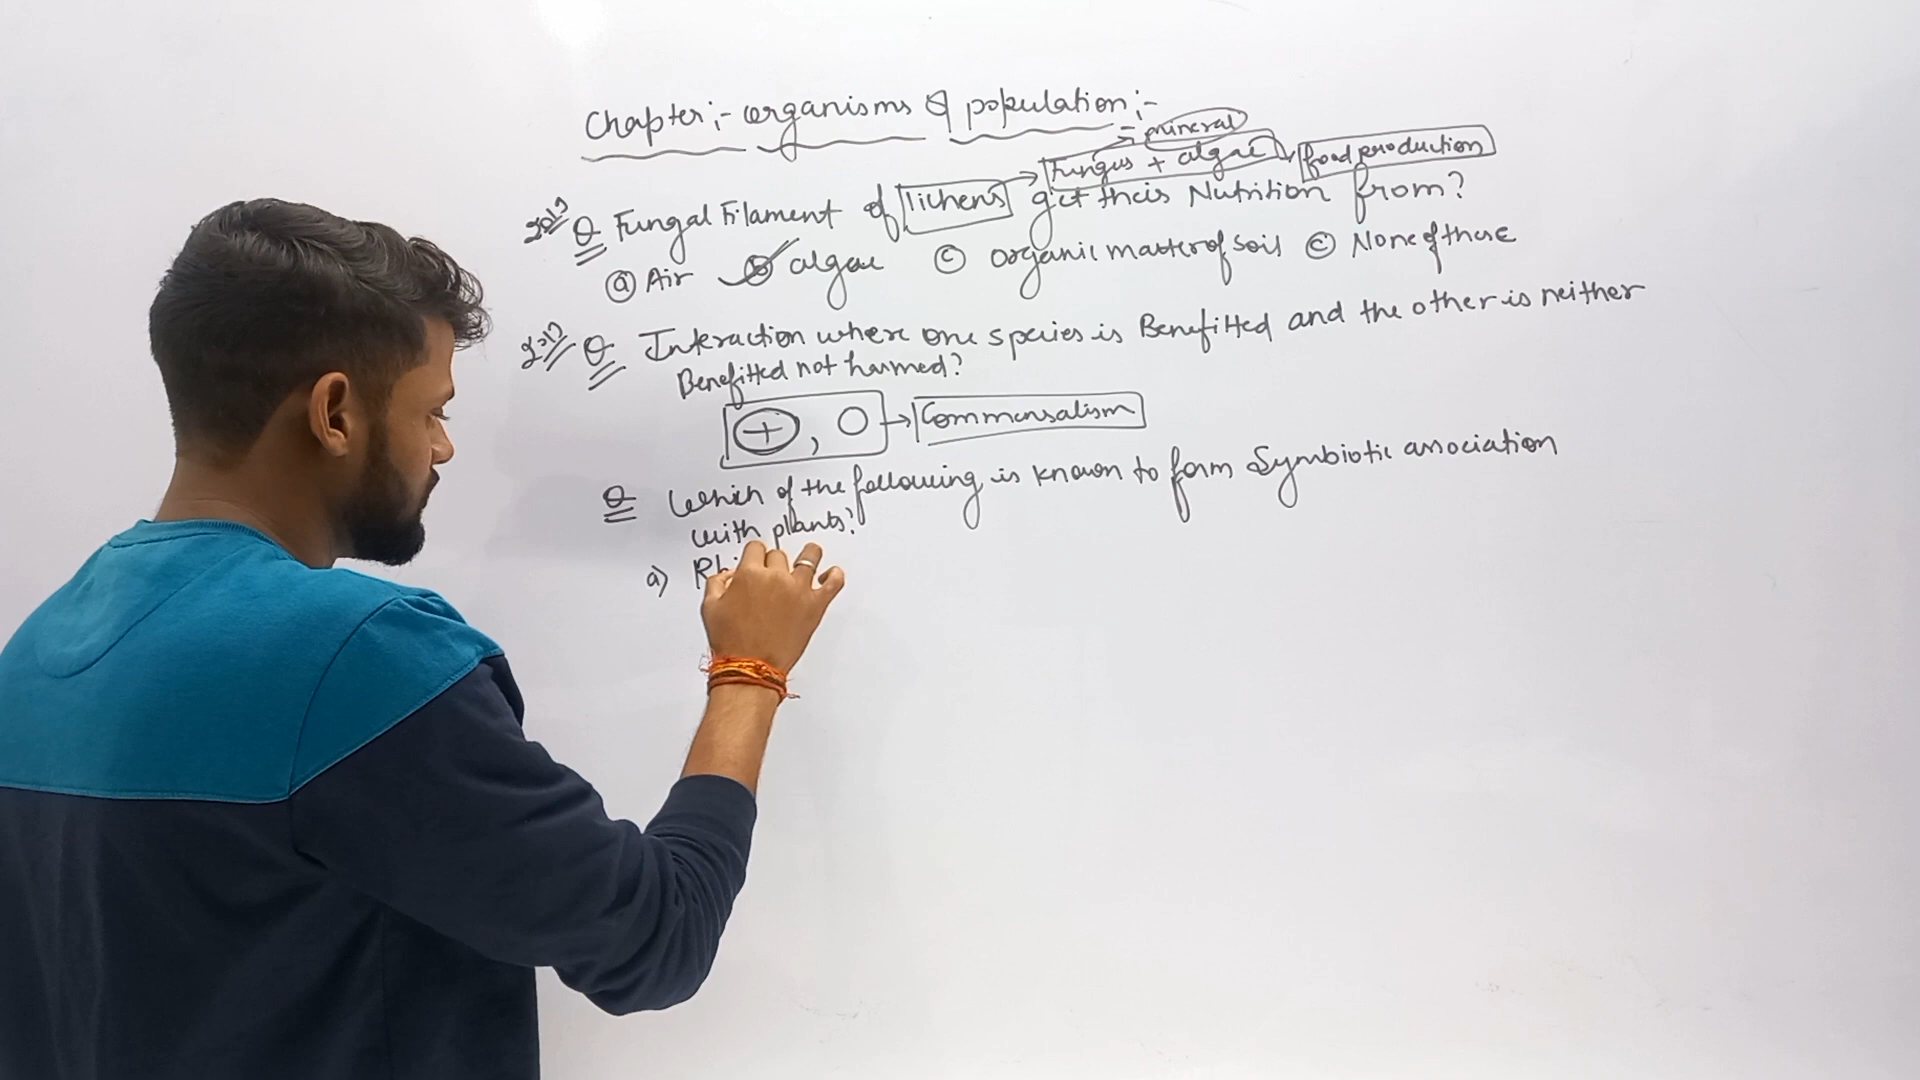 Chapter:- organisms & population:-
→ mineral
Fungus + algae → food production
2017 Q Fungal Filament of Lichens get their Nutrition from?
(a) Air (b) algae (c) organic matter of soil (c) None of these
Q Interaction where one species is Benefitted and the other is neither
Benefitted not harmed?
+ , O → Commensalism
Q Which of the following is known to form Symbiotic association
with plants?
a) Rhi